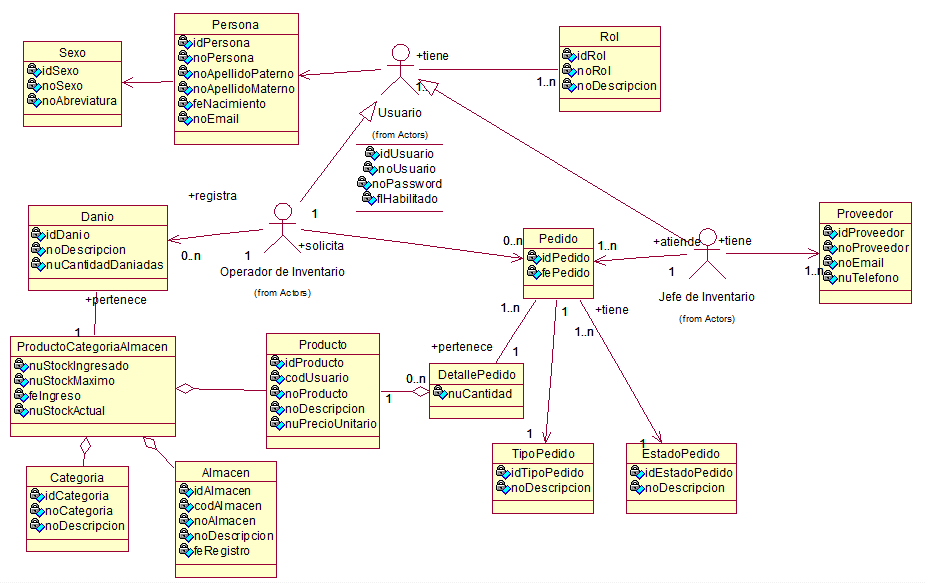 Persona
idPersona
noPersona
noApellidoPaterno
noApellidoMaterno
feNacimiento
noEmail
Sexo
idSexo
noSexo
noAbreviatura
+tiene
1..
1..n
Usuario
(from Actors)
idUsuario
noUsuario
noPassword
flHabilitado
Rol
idRol
noRol
noDescripcion
+registra
0..n
1
1
+solicita
0..n
Operador de Inventario
(from Actors)
Danio
idDanio
noDescripcion
nuCantidadDaniadas
+pertenece
1
Pedido
idPedido
fePedido
1..n
+atiende
1
+tiene
1..n
Jefe de Inventario
(from Actors)
Proveedor
idProveedor
noProveedor
noEmail
nuTelefono
1..n
1
1..n
+tiene
+pertenece
1
ProductoCategoriaAlmacen
nuStockIngresado
nuStockMaximo
feIngreso
nuStockActual
Producto
idProducto
codUsuario
noProducto
noDescripcion
nuPrecioUnitario
0..n
1
DetallePedido
nuCantidad
1
1
TipoPedido
idTipoPedido
noDescripcion
EstadoPedido
idEstadoPedido
noDescripcion
Categoria
idCategoria
noCategoria
noDescripcion
Almacen
idAlmacen
codAlmacen
noAlmacen
noDescripcion
feRegistro